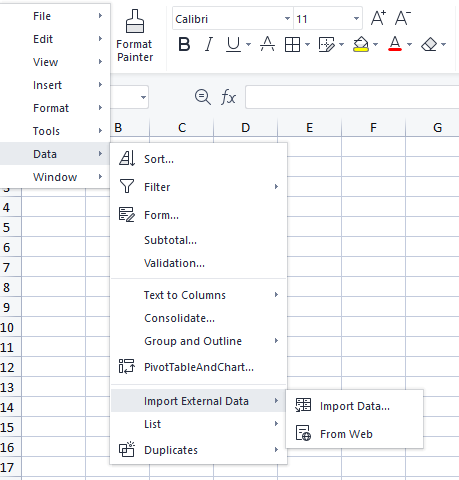 File
Edit
View
Insert
Format
Tools
Data
Window
Format
Painter
Calibri
11
A+
A-
B
I
U
A
A
fx
B
C
D
E
F
G
Sort...
Filter
Form...
Subtotal...
Validation...
Text to Columns
Consolidate...
Group and Outline
PivotTableAndChart...
Import External Data
List
Duplicates
Import Data...
From Web
3
4
5
6
7
8
9
10
11
12
13
14
15
16
17